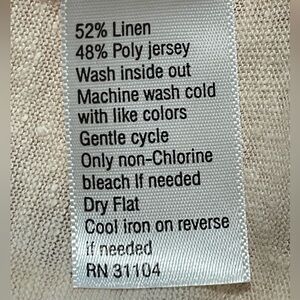 52% Linen
48% Poly jersey
Wash inside out
Machine wash cold
with like colors
Gentle cycle
Only non-Chlorine
bleach If needed
Dry Flat
Cool iron on reverse
if needed
RN 31104